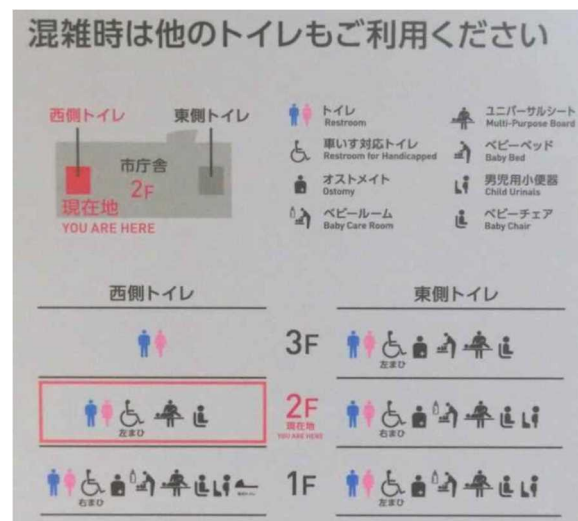 混雑時は他のトイレもご利用ください
西側トイレ
東側トイレ
市庁舎
2F
現在地
YOU ARE HERE
トイレ
Restroom
車いす対応トイレ
Restroom for Handicapped
オストメイト
Ostomy
ベビールーム
Baby Care Room
ユニバーサルシート
Multi-Purpose Board
ベビーベッド
Baby Bed
男児用小便器
Child Urinals
ベビーチェア
Baby Chair
西側トイレ
東側トイレ
3F
左まひ
左まひ
2F
現在地
YOU ARE HERE
右まひ
右まひ
1F
左まひ